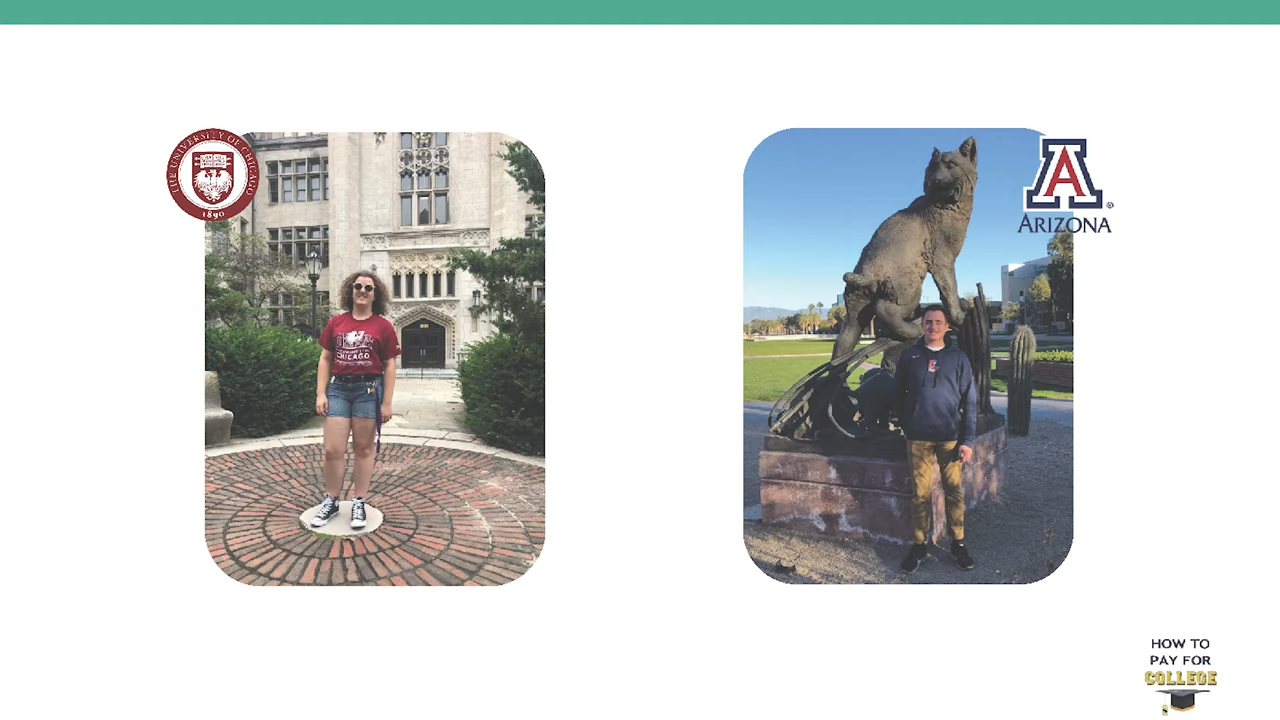 THE UNIVERSITY OF CHICAGO
1890
CHICAGO
A
ARIZONA
HOW TO
PAY FOR
COLLEGE